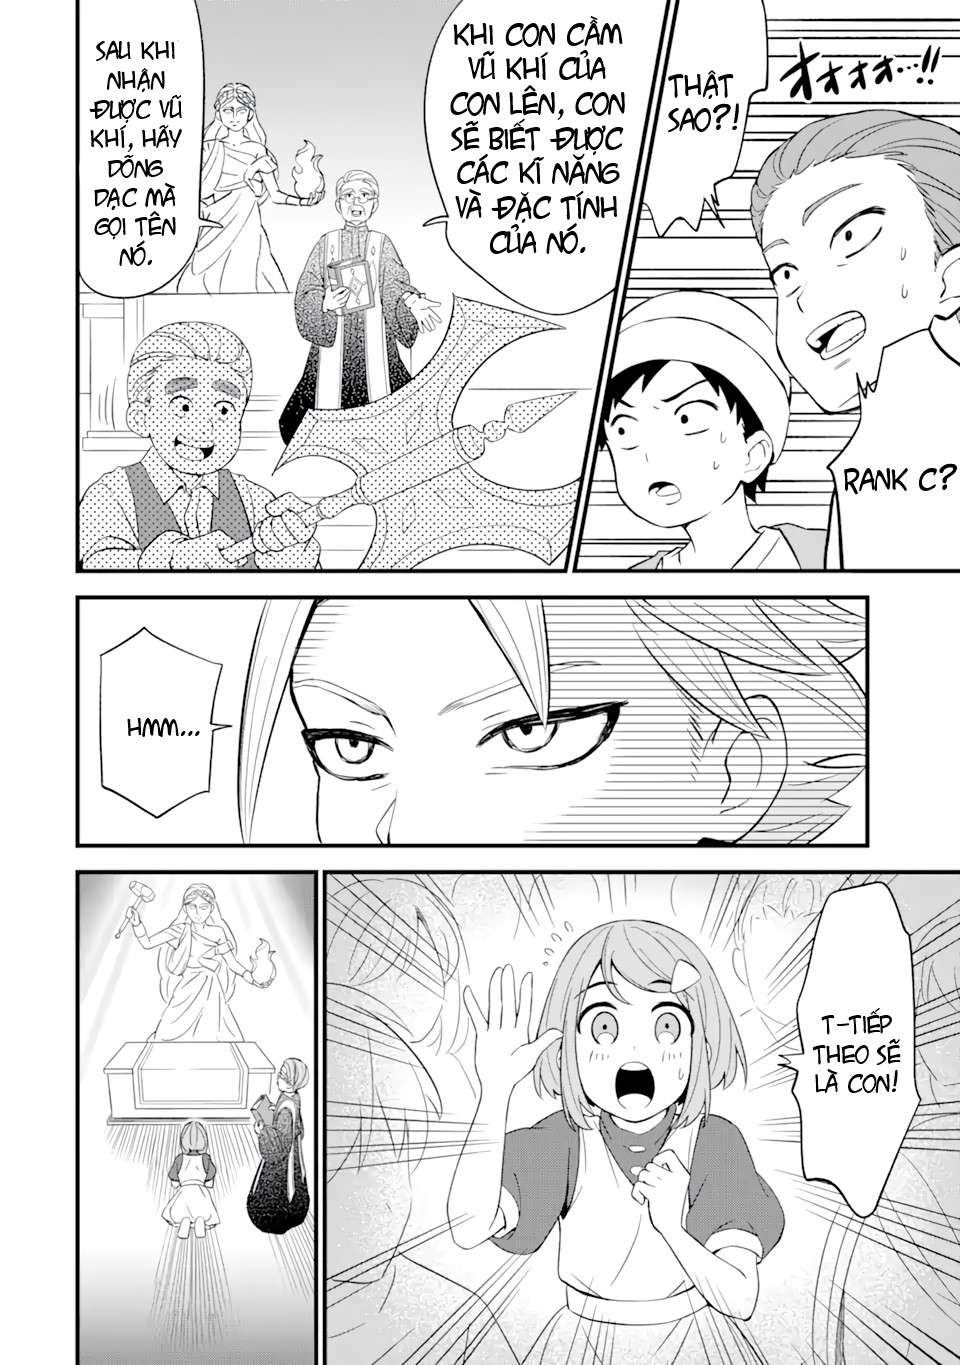 オオオオオ…!!
THẬT
SAO?!
RANK C?
KHI CON CẦM
VŨ KHÍ CỦA
CON LÊN, CON
SẼ BIẾT ĐƯỢC
CÁC KĨ NĂNG
VÀ ĐẶC TÍNH
CỦA NÓ.
SAU KHI
NHẬN
ĐƯỢC VŨ
KHÍ, HÃY
DÕNG
DẠC MÀ
GỌI TÊN
NÓ.
HMM...
T-TIẾP
THEO SẼ
LÀ CON!